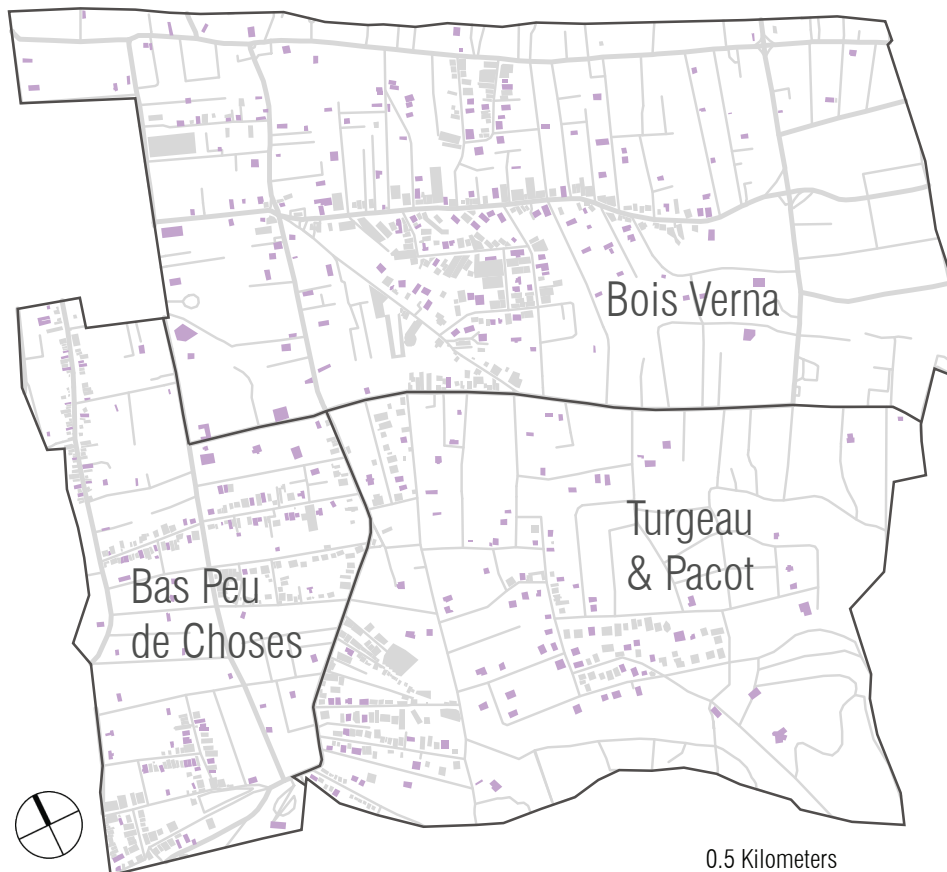 Bois Verna
Turgeau
& Pacot
Bas Peu
de Choses
0.5 Kilometers